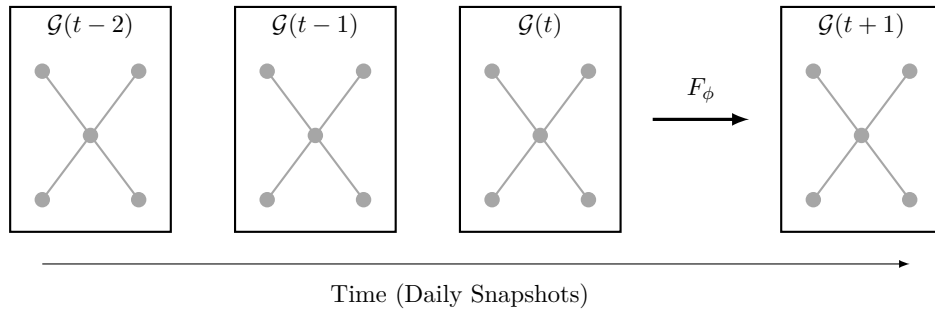 𝒢(t − 2)
𝒢(t − 1)
𝒢(t)
𝒢(t + 1)
F_ϕ
Time (Daily Snapshots)